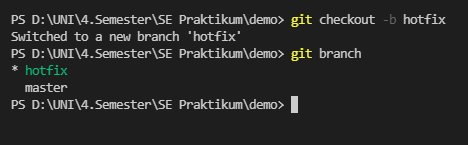 PS D:\UNI\4.Semester\SE Praktikum\demo> git checkout -b hotfix
Switched to a new branch 'hotfix'
PS D:\UNI\4.Semester\SE Praktikum\demo> git branch
* hotfix
  master
PS D:\UNI\4.Semester\SE Praktikum\demo>